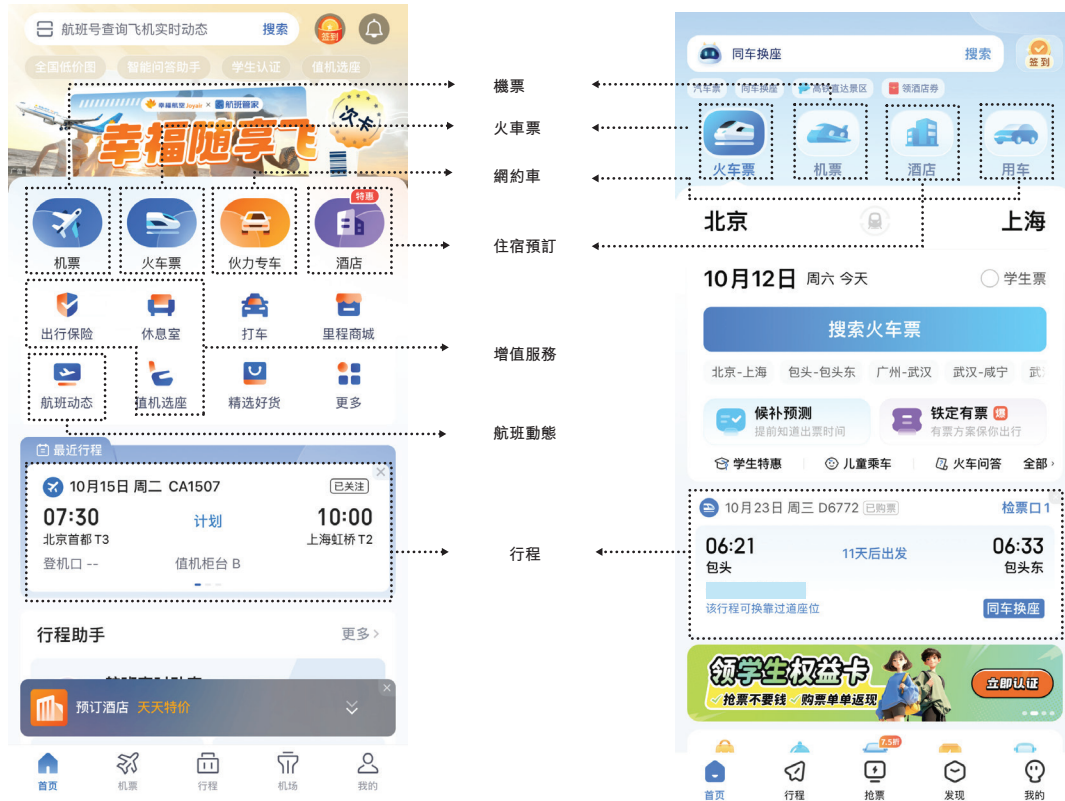 航班号查询飞机实时动态 搜索 签到
全国低价图 智能问答助手 学生认证 值机选座
幸福航空 Joyair × 航班管家
幸福随享飞
次卡
特惠
机票 火车票 伙力专车 酒店
出行保险 休息室 打车 里程商城
航班动态 值机选座 精选好货 更多
最近行程
10月15日 周二 CA1507 已关注
07:30 计划 10:00
北京首都 T3 上海虹桥 T2
登机口 -- 值机柜台 B
行程助手 更多 >
预订酒店 天天特价
首页 机票 行程 机场 我的
機票
火車票
網約車
住宿預訂
增值服務
航班動態
行程
同车换座 搜索 签到
汽车票 同车换座 高铁直达景区 领酒店券
火车票 机票 酒店 用车
北京 上海
10月12日 周六 今天 学生票
搜索火车票
北京-上海 包头-包头东 广州-武汉 武汉-咸宁 武
候补预测 铁定有票 爆
提前知道出票时间 有票方案保你出行
学生特惠 儿童乘车 火车问答 全部 >
10月23日 周三 D6772 已购票 检票口 1
06:21 11天后出发 06:33
包头 包头东
该行程可换靠过道座位 同车换座
领学生权益卡
抢票不要钱 购票单单返现 立即认证
7.5折
首页 行程 抢票 发现 我的